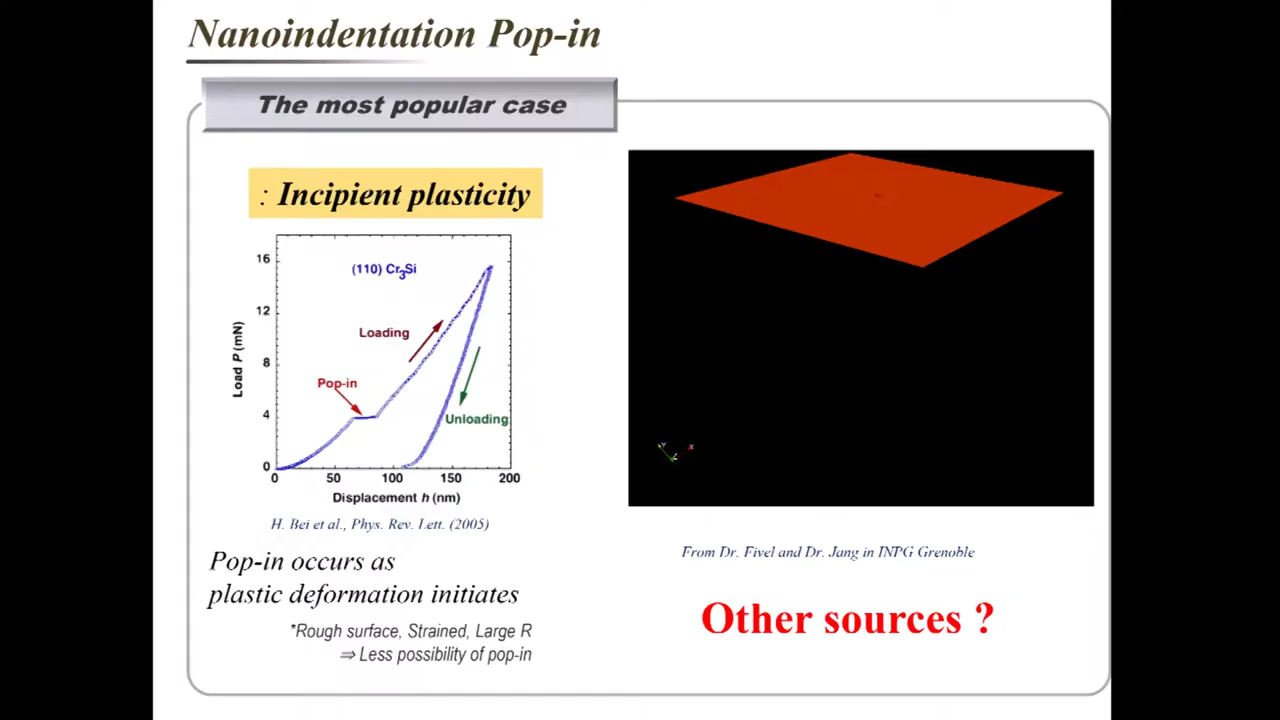 Nanoindentation Pop-in
The most popular case
: Incipient plasticity
16
12
8
4
0
0
50
100
150
200
Load P (mN)
(110) Cr3Si
Loading
Pop-in
Unloading
Displacement h (nm)
H. Bei et al., Phys. Rev. Lett. (2005)
Pop-in occurs as
plastic deformation initiates
*Rough surface, Strained, Large R
⇒ Less possibility of pop-in
Y
X
Z
From Dr. Fivel and Dr. Jang in INPG Grenoble
Other sources ?